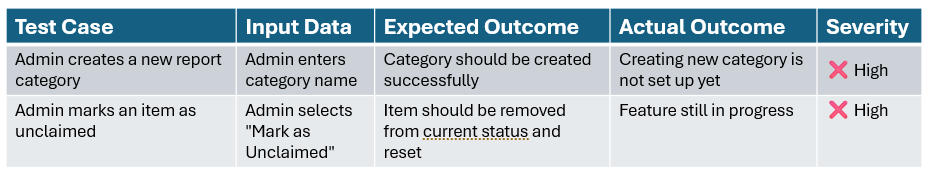 Test Case Input Data Expected Outcome Actual Outcome Severity
Admin creates a new report category Admin enters category name Category should be created successfully Creating new category is not set up yet ❌ High
Admin marks an item as unclaimed Admin selects "Mark as Unclaimed" Item should be removed from current status and reset Feature still in progress ❌ High